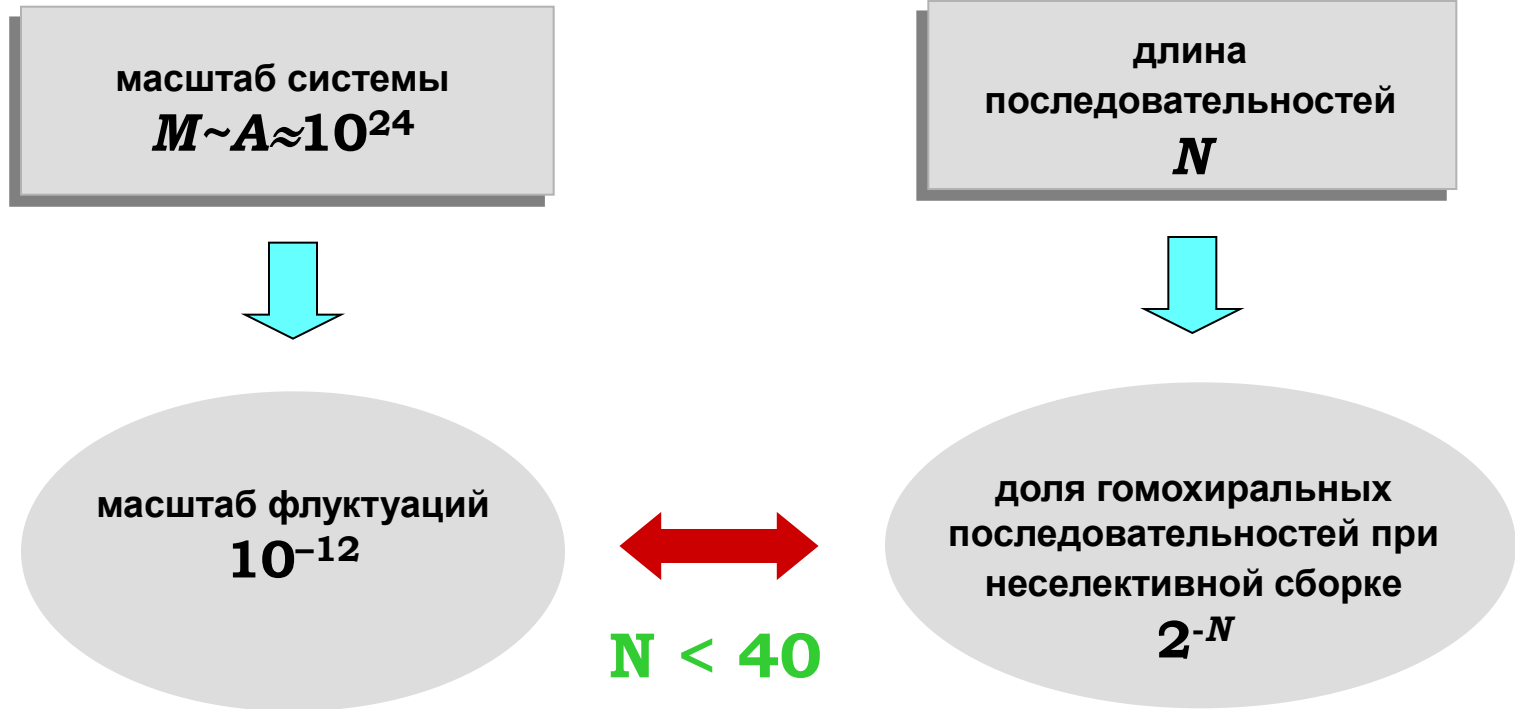 масштаб системы
M~A≈10²⁴
длина
последовательностей
N
масштаб флуктуаций
10⁻¹²
N < 40
доля гомохиральных
последовательностей при
неселективной сборке
2⁻ᴺ